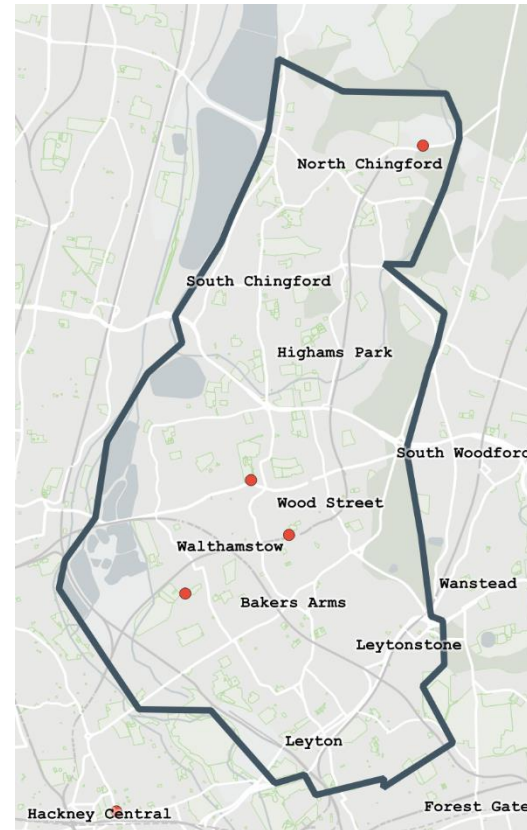 North Chingford
South Chingford
Highams Park
South Woodford
Wood Street
Walthamstow
Wanstead
Bakers Arms
Leytonstone
Leyton
Forest Gate
Hackney Central